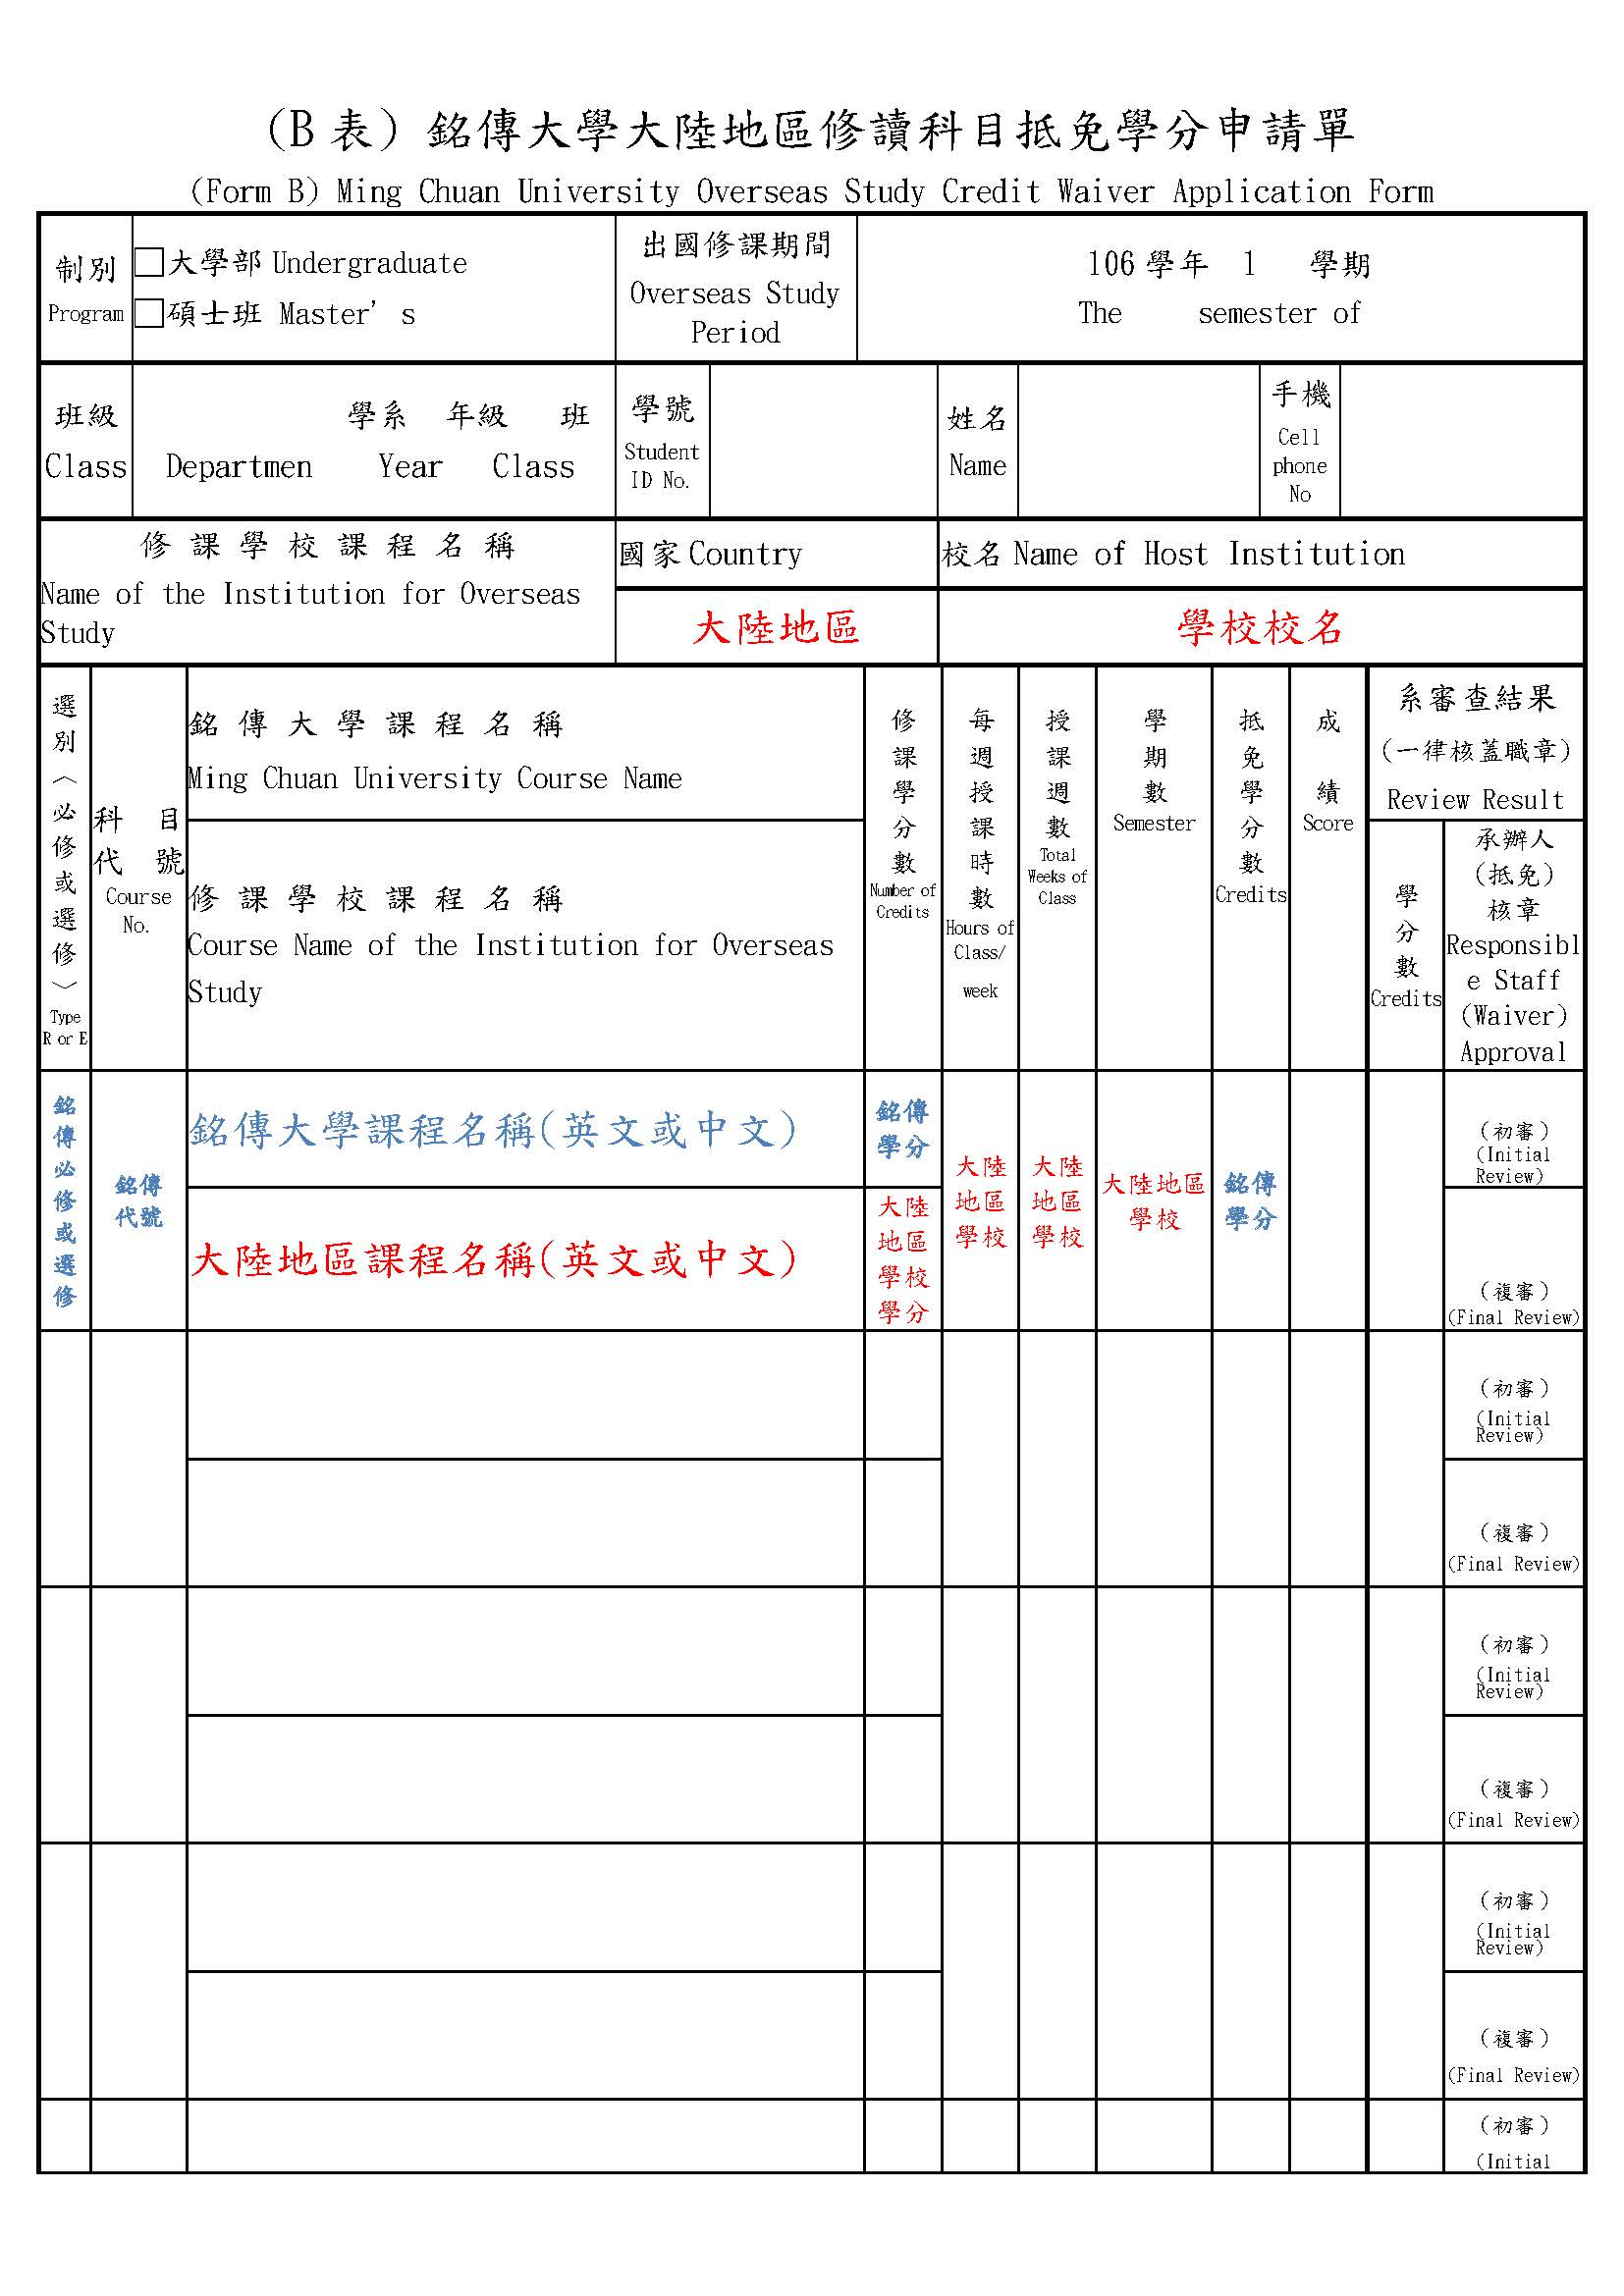 (B 表) 銘傳大學大陸地區修讀科目抵免學分申請單
(Form B) Ming Chuan University Overseas Study Credit Waiver Application Form
制別
Program
□大學部 Undergraduate
□碩士班 Master's
出國修課期間
Overseas Study
Period
106 學年 1 學期
The semester of
班級
Class
學系 年級 班
Departmen Year Class
學號
Student
ID No.
姓名
Name
手機
Cell
phone
No
修課學校課程名稱
Name of the Institution for Overseas
Study
國家 Country
校名 Name of Host Institution
大陸地區
學校校名
選
別
︿
必
修
或
選
修
﹀
Type
R or E
科 目
代 號
Course
No.
銘傳大學課程名稱
Ming Chuan University Course Name
修課學校課程名稱
Course Name of the Institution for Overseas
Study
修
課
學
分
數
Number of
Credits
每
週
授
課
時
數
Hours of
Class/
week
授
課
週
數
Total
Weeks of
Class
學
期
數
Semester
抵
免
學
分
數
Credits
成
績
Score
系審查結果
(一律核蓋職章)
Review Result
學
分
數
Credits
承辦人
(抵免)
核章
Responsibl
e Staff
(Waiver)
Approval
銘
傳
必
修
或
選
修
銘傳
代號
銘傳大學課程名稱(英文或中文)
大陸地區課程名稱(英文或中文)
銘傳
學分
大陸
地區
學校
學分
大陸
地區
學校
大陸
地區
學校
大陸地區
學校
銘傳
學分
(初審)
(Initial
Review)
(複審)
(Final Review)
(初審)
(Initial
Review)
(複審)
(Final Review)
(初審)
(Initial
Review)
(複審)
(Final Review)
(初審)
(Initial
Review)
(複審)
(Final Review)
(初審)
(Initial